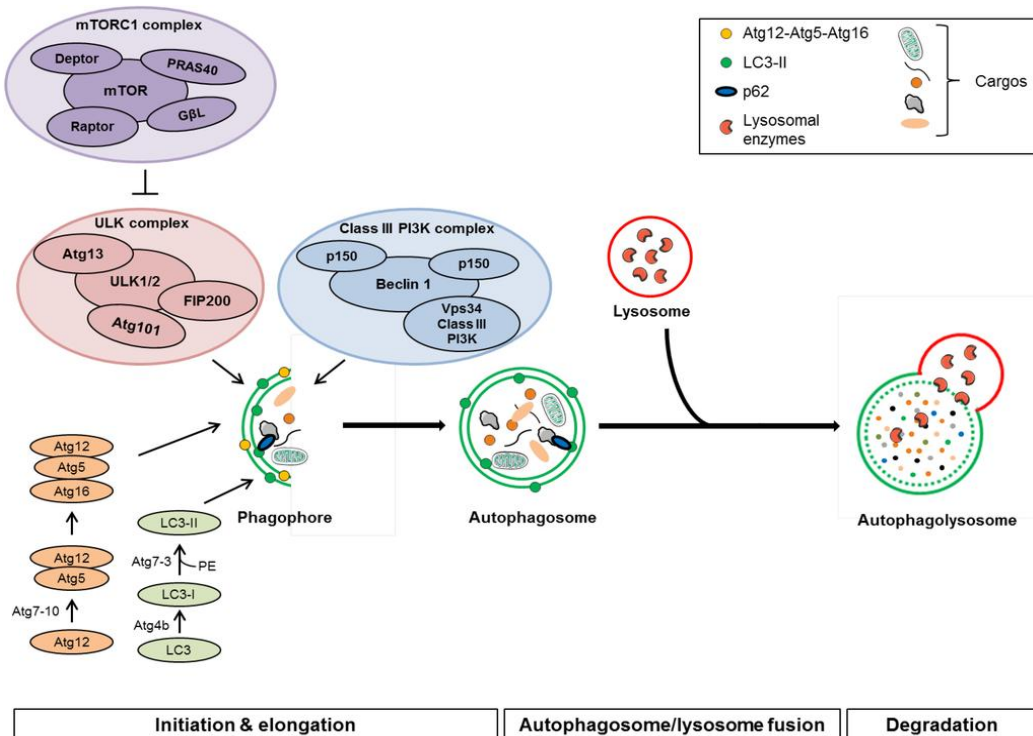 mTORC1 complex
Deptor
PRAS40
mTOR
Raptor
GβL
Atg12-Atg5-Atg16
LC3-II
p62
Lysosomal
enzymes
Cargos
ULK complex
Atg13
ULK1/2
FIP200
Atg101
Class III PI3K complex
p150
p150
Beclin 1
Vps34
Class III
PI3K
Lysosome
Atg12
Atg5
Atg16
Atg12
Atg5
Atg7-10
Atg12
LC3-II
Atg7-3
PE
LC3-I
Atg4b
LC3
Phagophore
Autophagosome
Autophagolysosome
Initiation & elongation
Autophagosome/lysosome fusion
Degradation